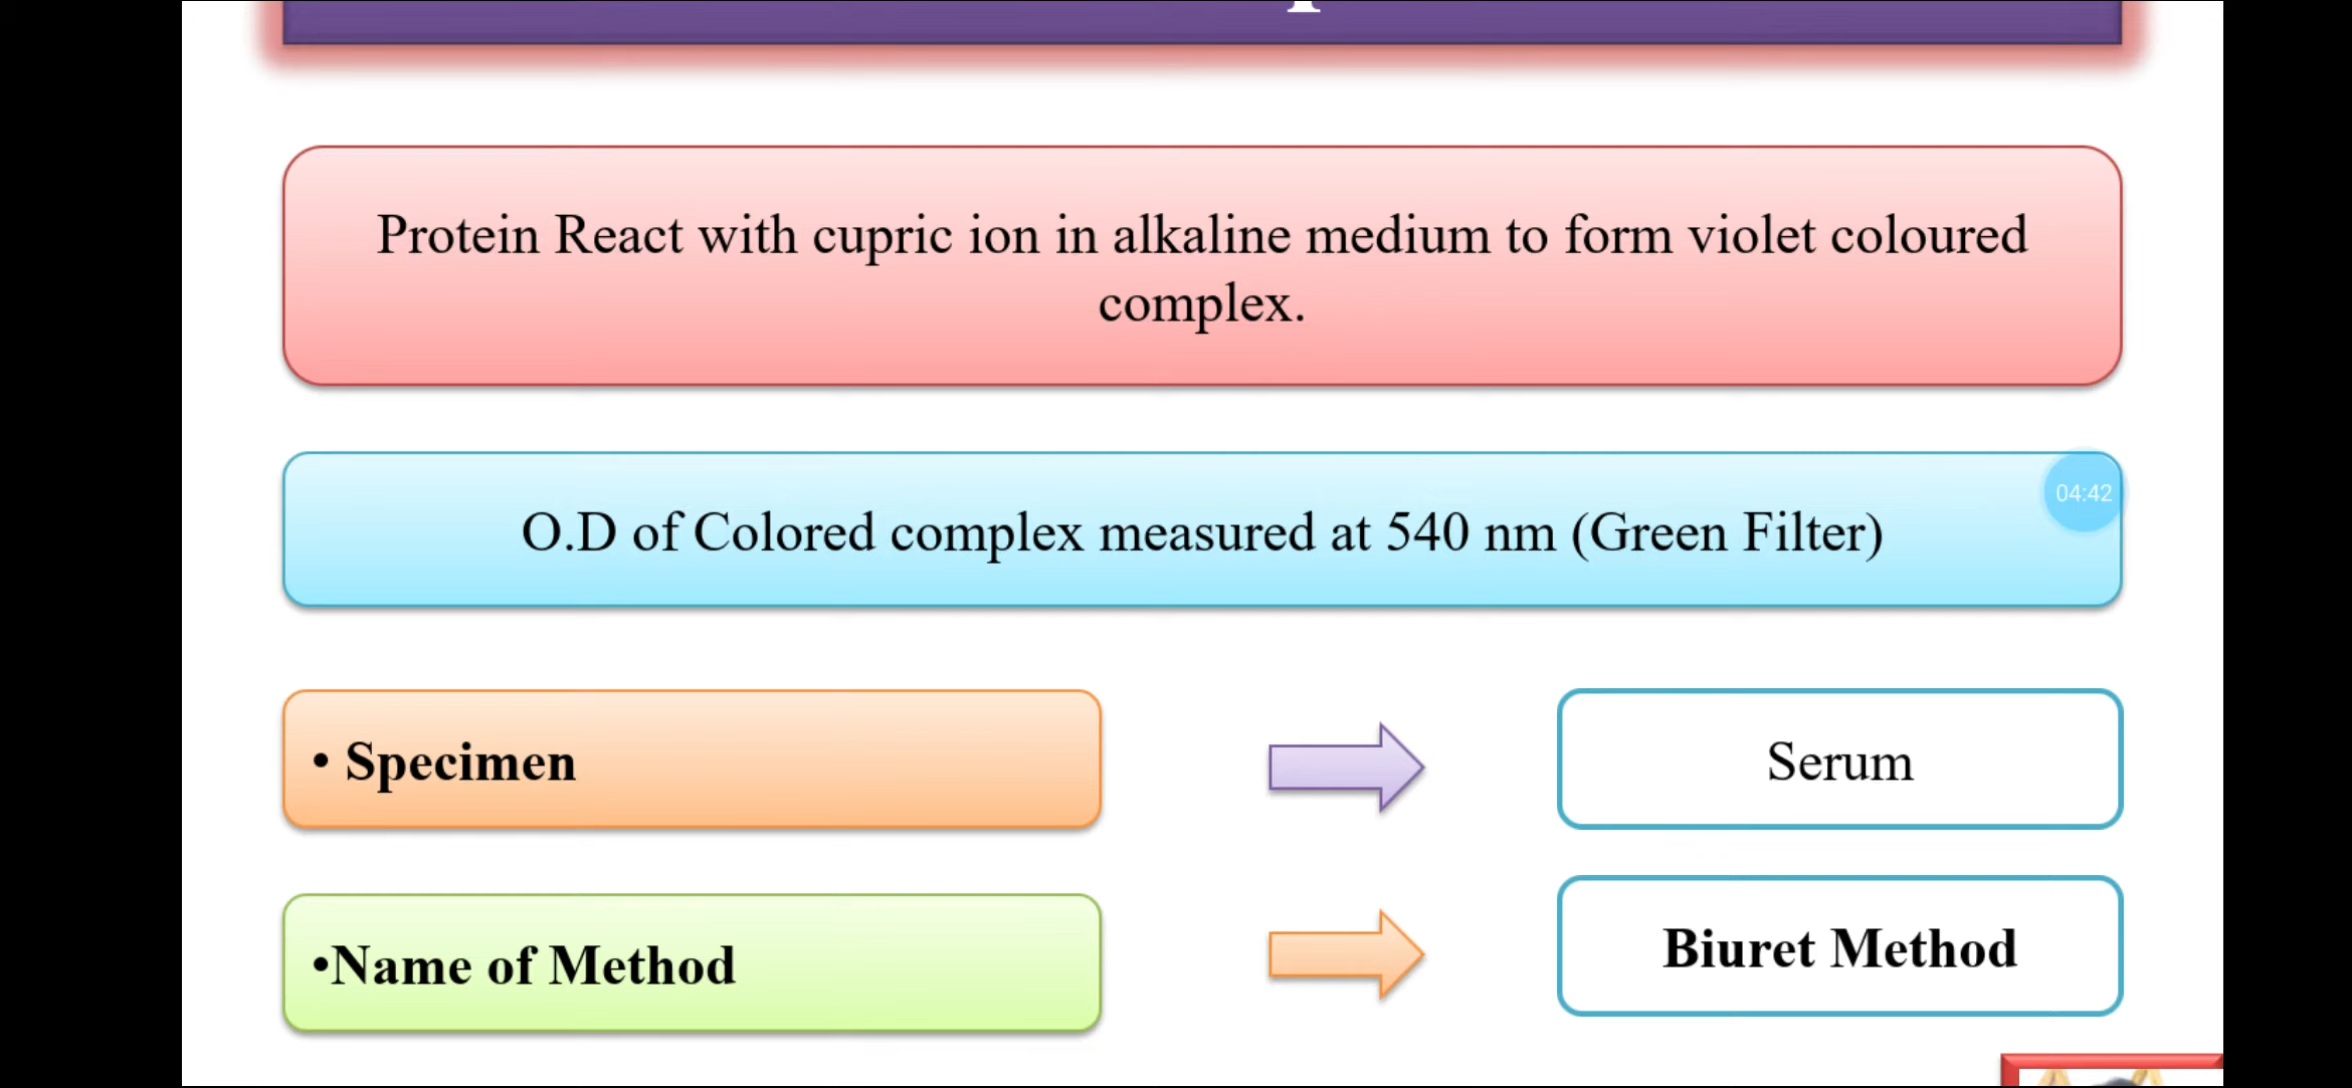 Protein React with cupric ion in alkaline medium to form violet coloured
complex.
04:42
O.D of Colored complex measured at 540 nm (Green Filter)
• Specimen
Serum
•Name of Method
Biuret Method